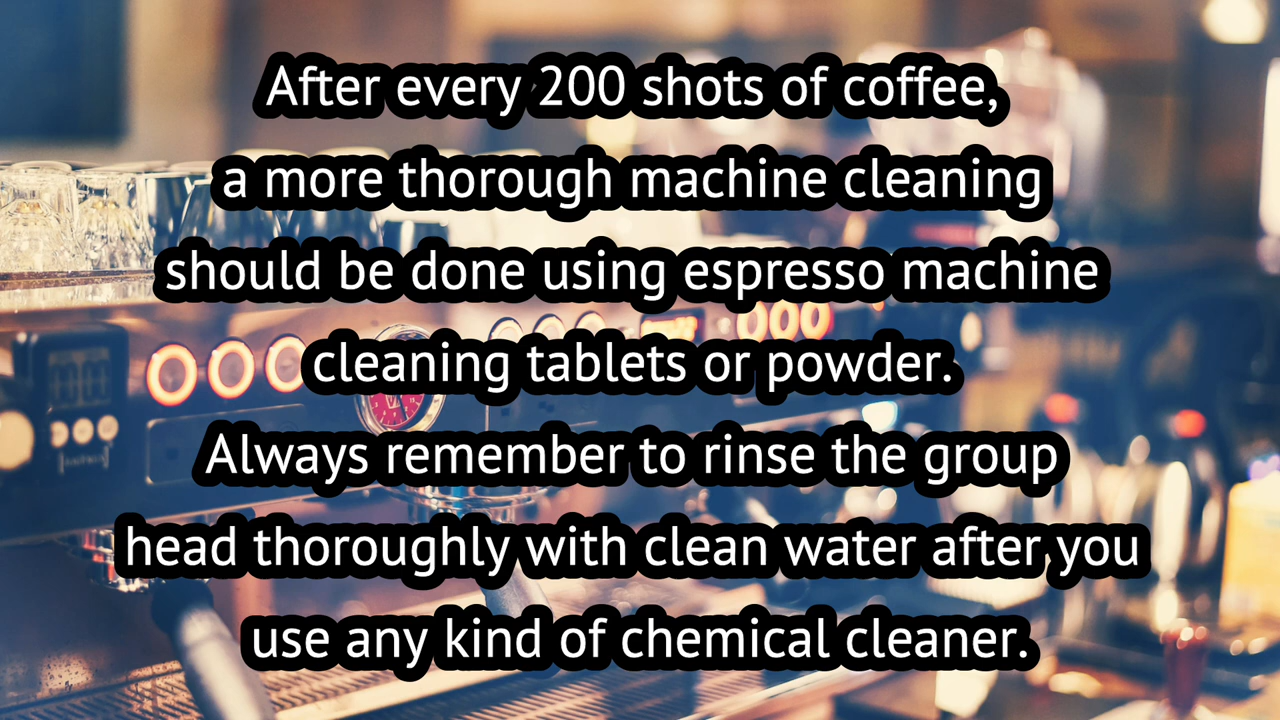 After every 200 shots of coffee,
a more thorough machine cleaning
should be done using espresso machine
cleaning tablets or powder.
Always remember to rinse the group
head thoroughly with clean water after you
use any kind of chemical cleaner.